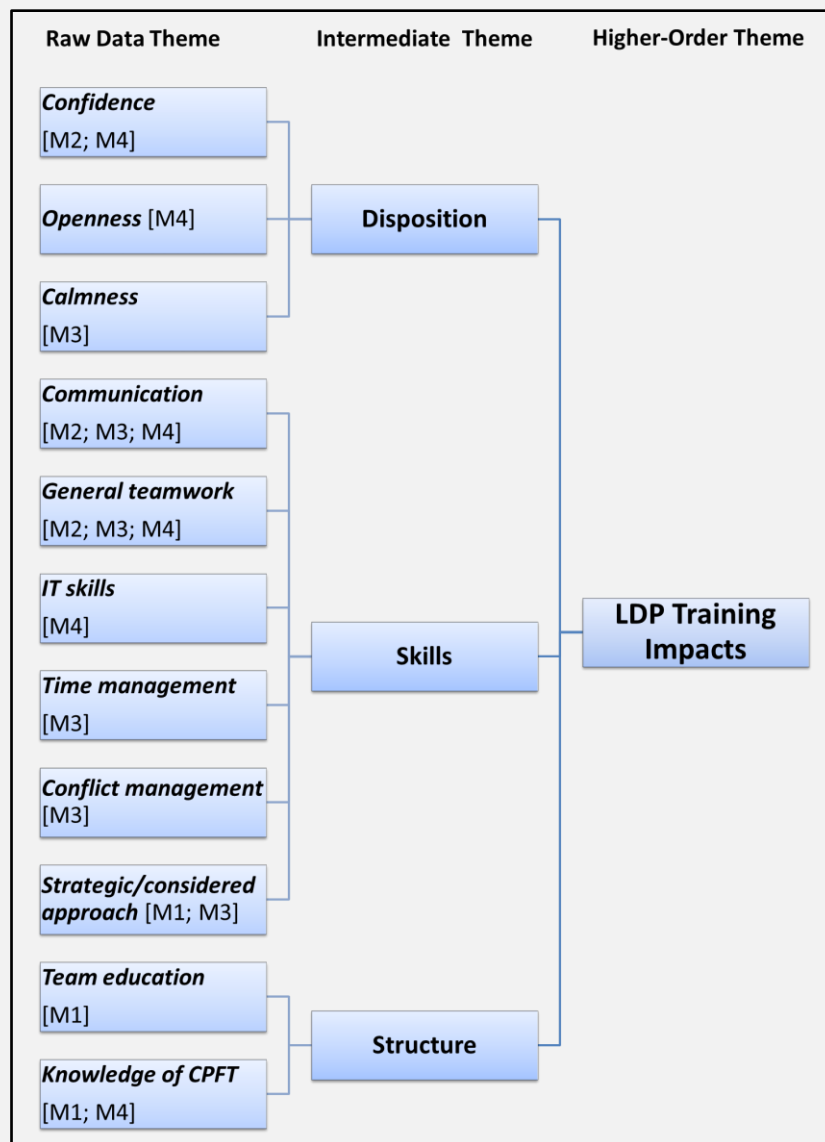 Raw Data Theme
Intermediate Theme
Higher-Order Theme
Confidence
[M2; M4]
Openness [M4]
Calmness
[M3]
Disposition
Communication
[M2; M3; M4]
General teamwork
[M2; M3; M4]
IT skills
[M4]
Time management
[M3]
Conflict management
[M3]
Strategic/considered
approach [M1; M3]
Skills
Team education
[M1]
Knowledge of CPFT
[M1; M4]
Structure
LDP Training
Impacts